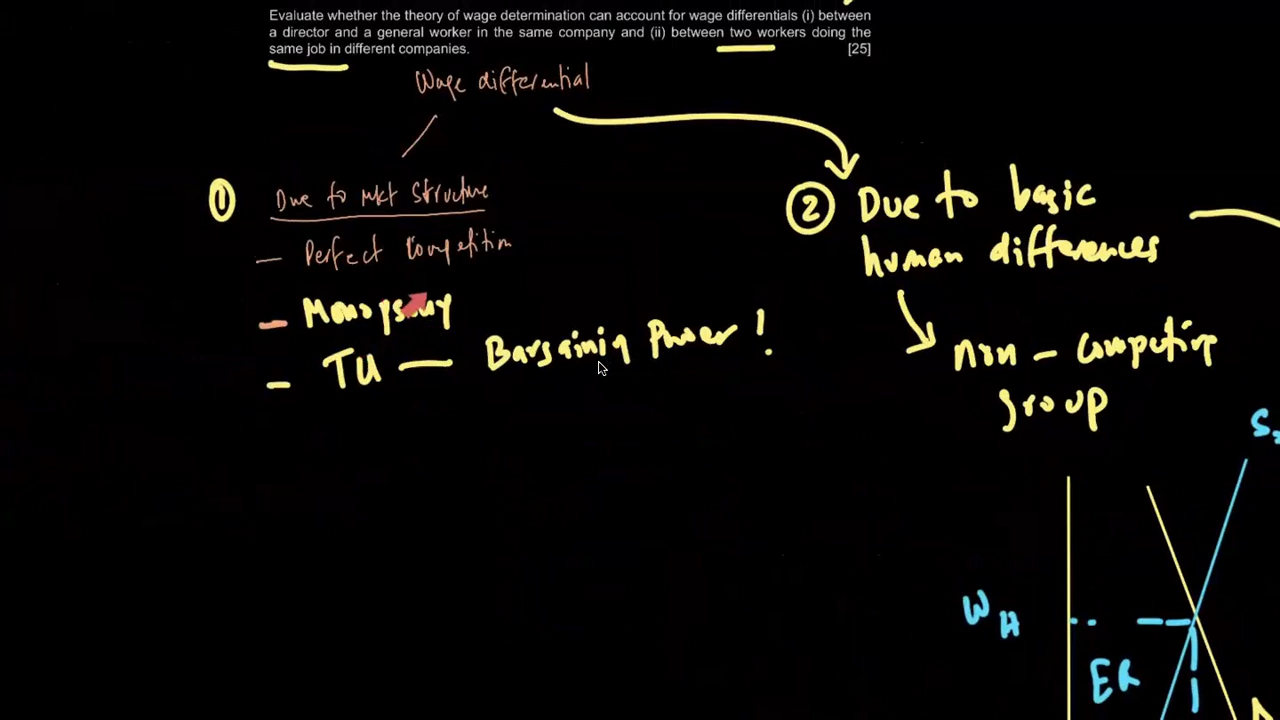 Evaluate whether the theory of wage determination can account for wage differentials (i) between
a director and a general worker in the same company and (ii) between two workers doing the
same job in different companies. [25]
Wage differential
① Due to Mkt Structure
— Perfect Competition
— Monopsony
— TU — Bargaining Power!
② Due to basic
human differences
non - competing
group
S
W H
ER